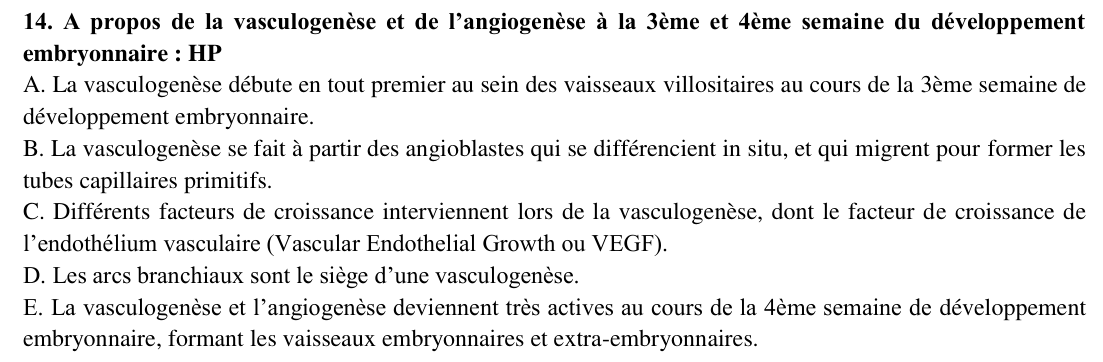 14. A propos de la vasculogenèse et de l’angiogenèse à la 3ème et 4ème semaine du développement
embryonnaire : HP
A. La vasculogenèse débute en tout premier au sein des vaisseaux villositaires au cours de la 3ème semaine de
développement embryonnaire.
B. La vasculogenèse se fait à partir des angioblastes qui se différencient in situ, et qui migrent pour former les
tubes capillaires primitifs.
C. Différents facteurs de croissance interviennent lors de la vasculogenèse, dont le facteur de croissance de
l’endothélium vasculaire (Vascular Endothelial Growth ou VEGF).
D. Les arcs branchiaux sont le siège d’une vasculogenèse.
E. La vasculogenèse et l’angiogenèse deviennent très actives au cours de la 4ème semaine de développement
embryonnaire, formant les vaisseaux embryonnaires et extra-embryonnaires.